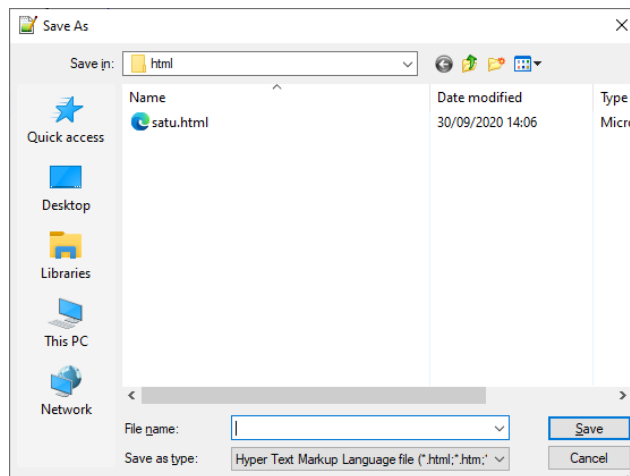 Save As
Save in: html
Name Date modified Type
satu.html 30/09/2020 14:06 Micr
Quick access
Desktop
Libraries
This PC
Network
File name: Save
Save as type: Hyper Text Markup Language file (*.html;*.htm;* Cancel